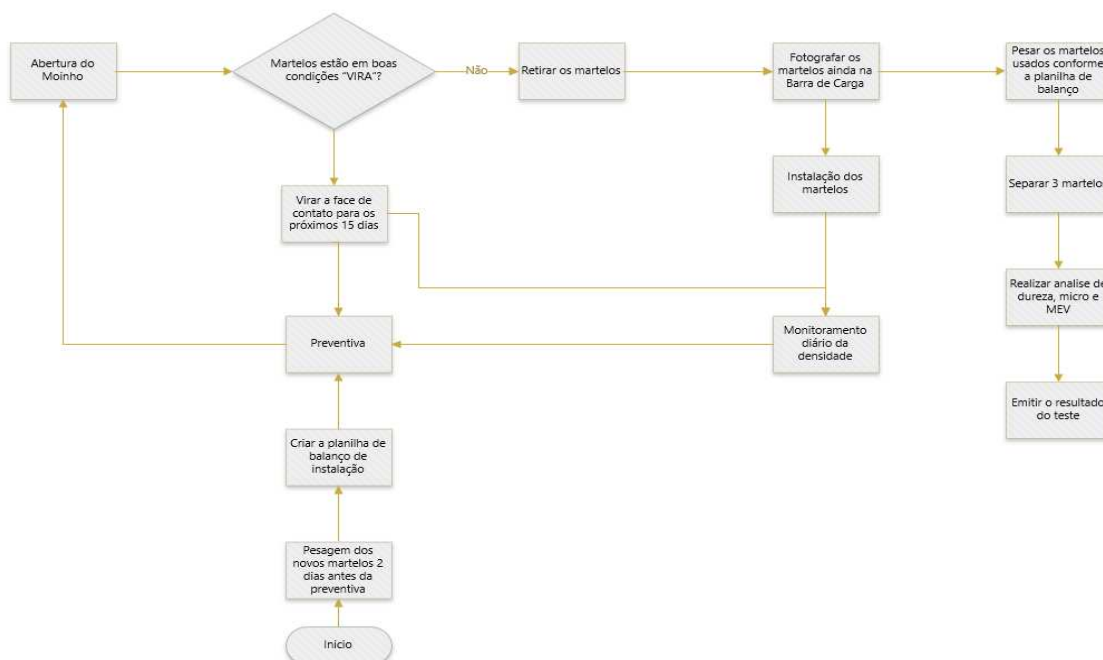 Abertura do
Moinho
Martelos estão em boas
condições "VIRA"?
Não
Retirar os martelos
Fotografar os
martelos ainda na
Barra de Carga
Pesar os martelos
usados conforme
a planilha de
balanço
Virar a face de
contato para os
próximos 15 dias
Instalação dos
martelos
Separar 3 martelo
Realizar analise de
dureza, micro e
MEV
Preventiva
Monitoramento
diário da
densidade
Emitir o resultado
do teste
Criar a planilha de
balanço de
instalação
Pesagem dos
novos martelos 2
dias antes da
preventiva
Inicio